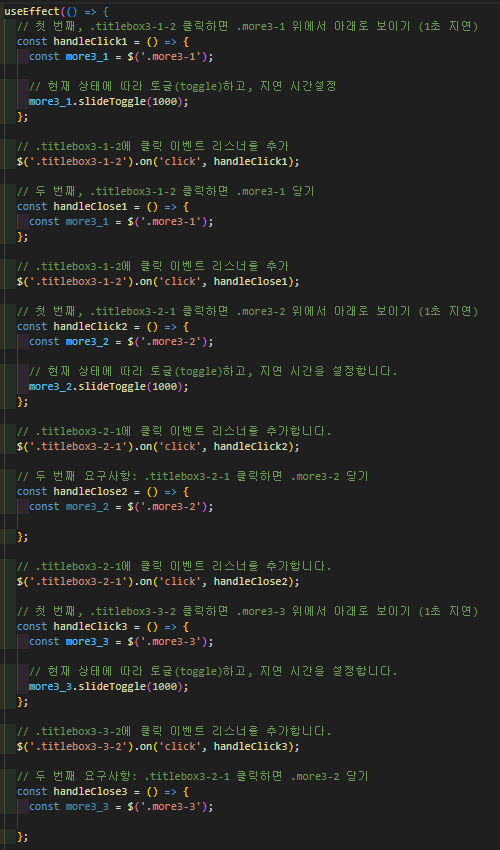 useEffect(() => {
// 첫 번째, .titlebox3-1-2 클릭하면 .more3-1 위에서 아래로 보이기 (1초 지연)
const handleClick1 = () => {
const more3_1 = $('.more3-1');
// 현재 상태에 따라 토글(toggle)하고, 지연 시간설정
more3_1.slideToggle(1000);
};
// .titlebox3-1-2에 클릭 이벤트 리스너를 추가
$('.titlebox3-1-2').on('click', handleClick1);
// 두 번째, .titlebox3-1-2 클릭하면 .more3-1 닫기
const handleClose1 = () => {
const more3_1 = $('.more3-1');
};
// .titlebox3-1-2에 클릭 이벤트 리스너를 추가
$('.titlebox3-1-2').on('click', handleClose1);
// 첫 번째, .titlebox3-2-1 클릭하면 .more3-2 위에서 아래로 보이기 (1초 지연)
const handleClick2 = () => {
const more3_2 = $('.more3-2');
// 현재 상태에 따라 토글(toggle)하고, 지연 시간을 설정합니다.
more3_2.slideToggle(1000);
};
// .titlebox3-2-1에 클릭 이벤트 리스너를 추가합니다.
$('.titlebox3-2-1').on('click', handleClick2);
// 두 번째 요구사항: .titlebox3-2-1 클릭하면 .more3-2 닫기
const handleClose2 = () => {
const more3_2 = $('.more3-2');
};
// .titlebox3-2-1에 클릭 이벤트 리스너를 추가합니다.
$('.titlebox3-2-1').on('click', handleClose2);
// 첫 번째, .titlebox3-3-2 클릭하면 .more3-3 위에서 아래로 보이기 (1초 지연)
const handleClick3 = () => {
const more3_3 = $('.more3-3');
// 현재 상태에 따라 토글(toggle)하고, 지연 시간을 설정합니다.
more3_3.slideToggle(1000);
};
// .titlebox3-3-2에 클릭 이벤트 리스너를 추가합니다.
$('.titlebox3-3-2').on('click', handleClick3);
// 두 번째 요구사항: .titlebox3-2-1 클릭하면 .more3-2 닫기
const handleClose3 = () => {
const more3_3 = $('.more3-3');
};